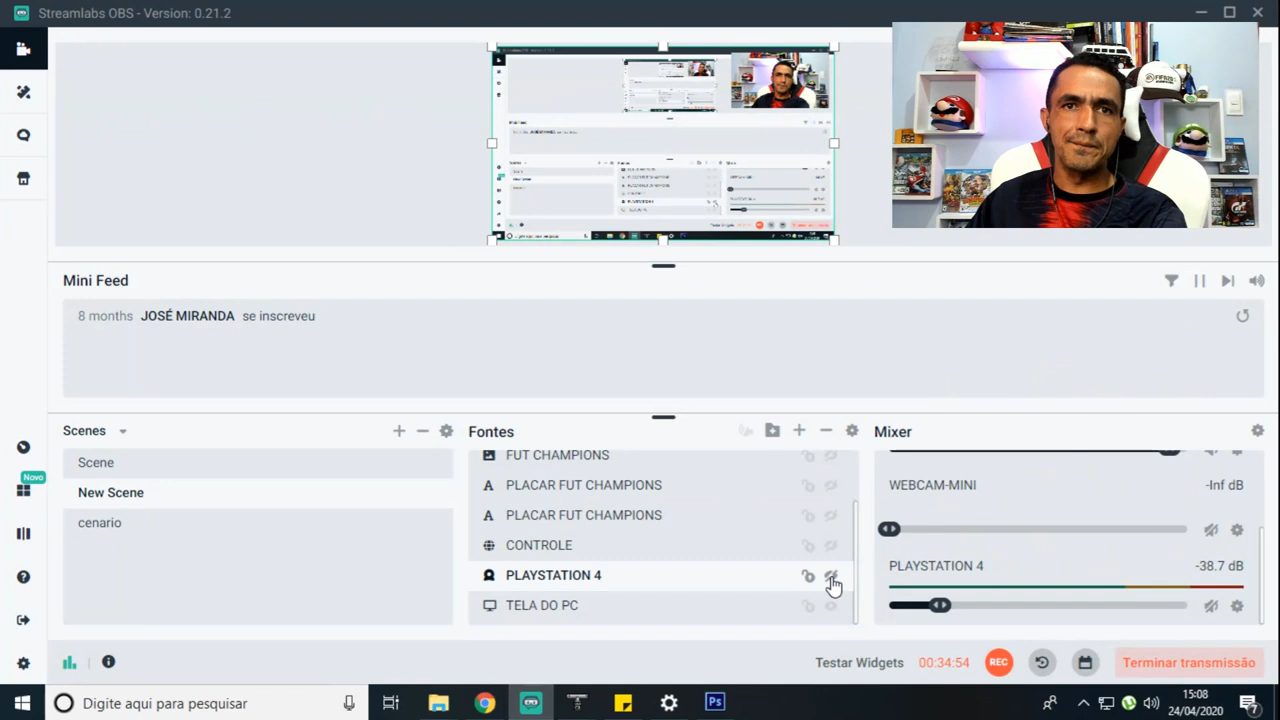 Streamlabs OBS - Version: 0.21.2
Mini Feed
8 months JOSÉ MIRANDA se inscreveu
Scenes
Scene
New Scene
cenario
Fontes
FUT CHAMPIONS
PLACAR FUT CHAMPIONS
PLACAR FUT CHAMPIONS
CONTROLE
PLAYSTATION 4
TELA DO PC
Mixer
WEBCAM-MINI -Inf dB
PLAYSTATION 4 -38.7 dB
Novo
Testar Widgets 00:34:54 REC Terminar transmissão
Digite aqui para pesquisar
15:08
24/04/2020
7